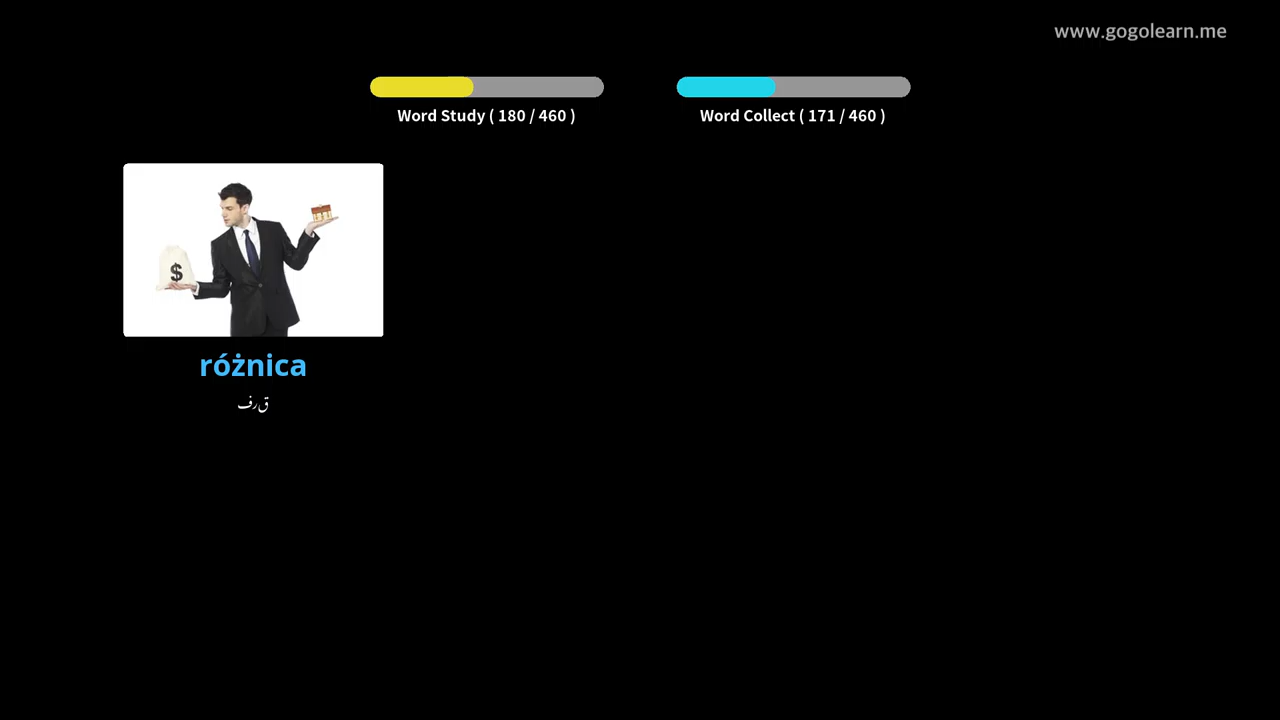 www.gogolearn.me
Word Study ( 180 / 460 )
Word Collect ( 171 / 460 )
$
różnica
فرق